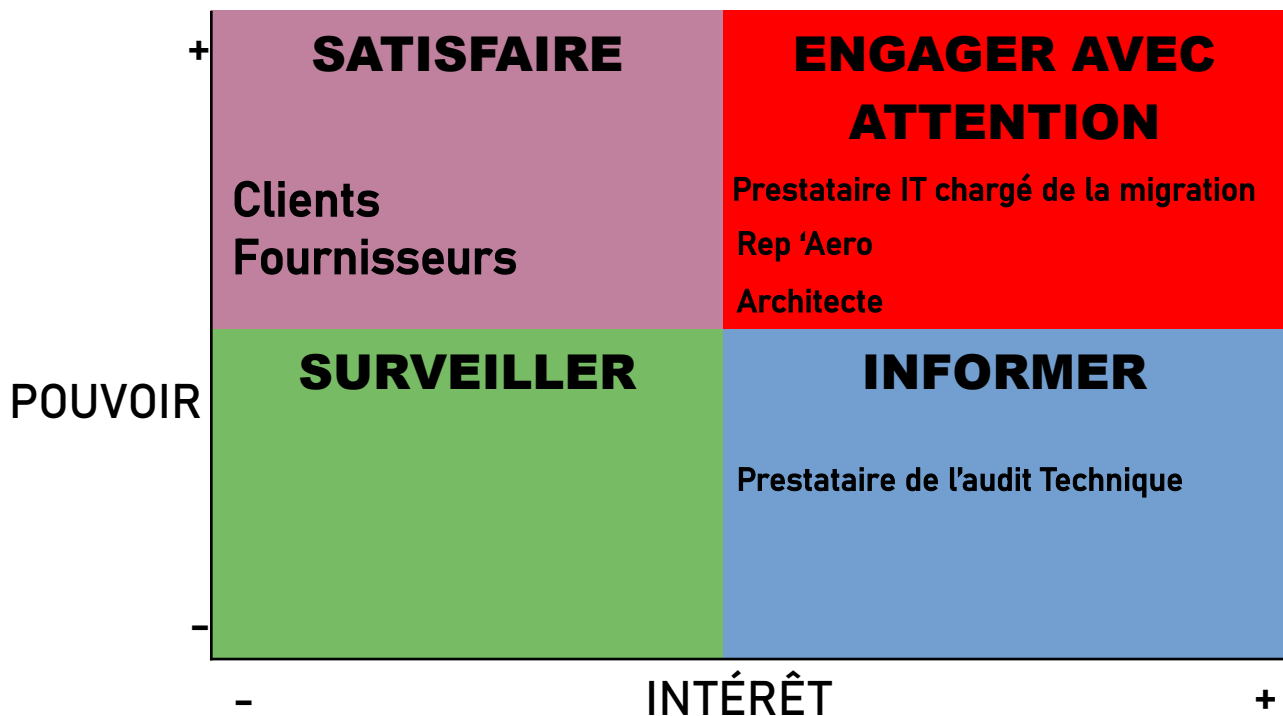 +
SATISFAIRE
Clients
Fournisseurs
ENGAGER AVEC
ATTENTION
Prestataire IT chargé de la migration
Rep ‘Aero
Architecte
POUVOIR
SURVEILLER
INFORMER
Prestataire de l’audit Technique
-
-
INTÉRÊT
+